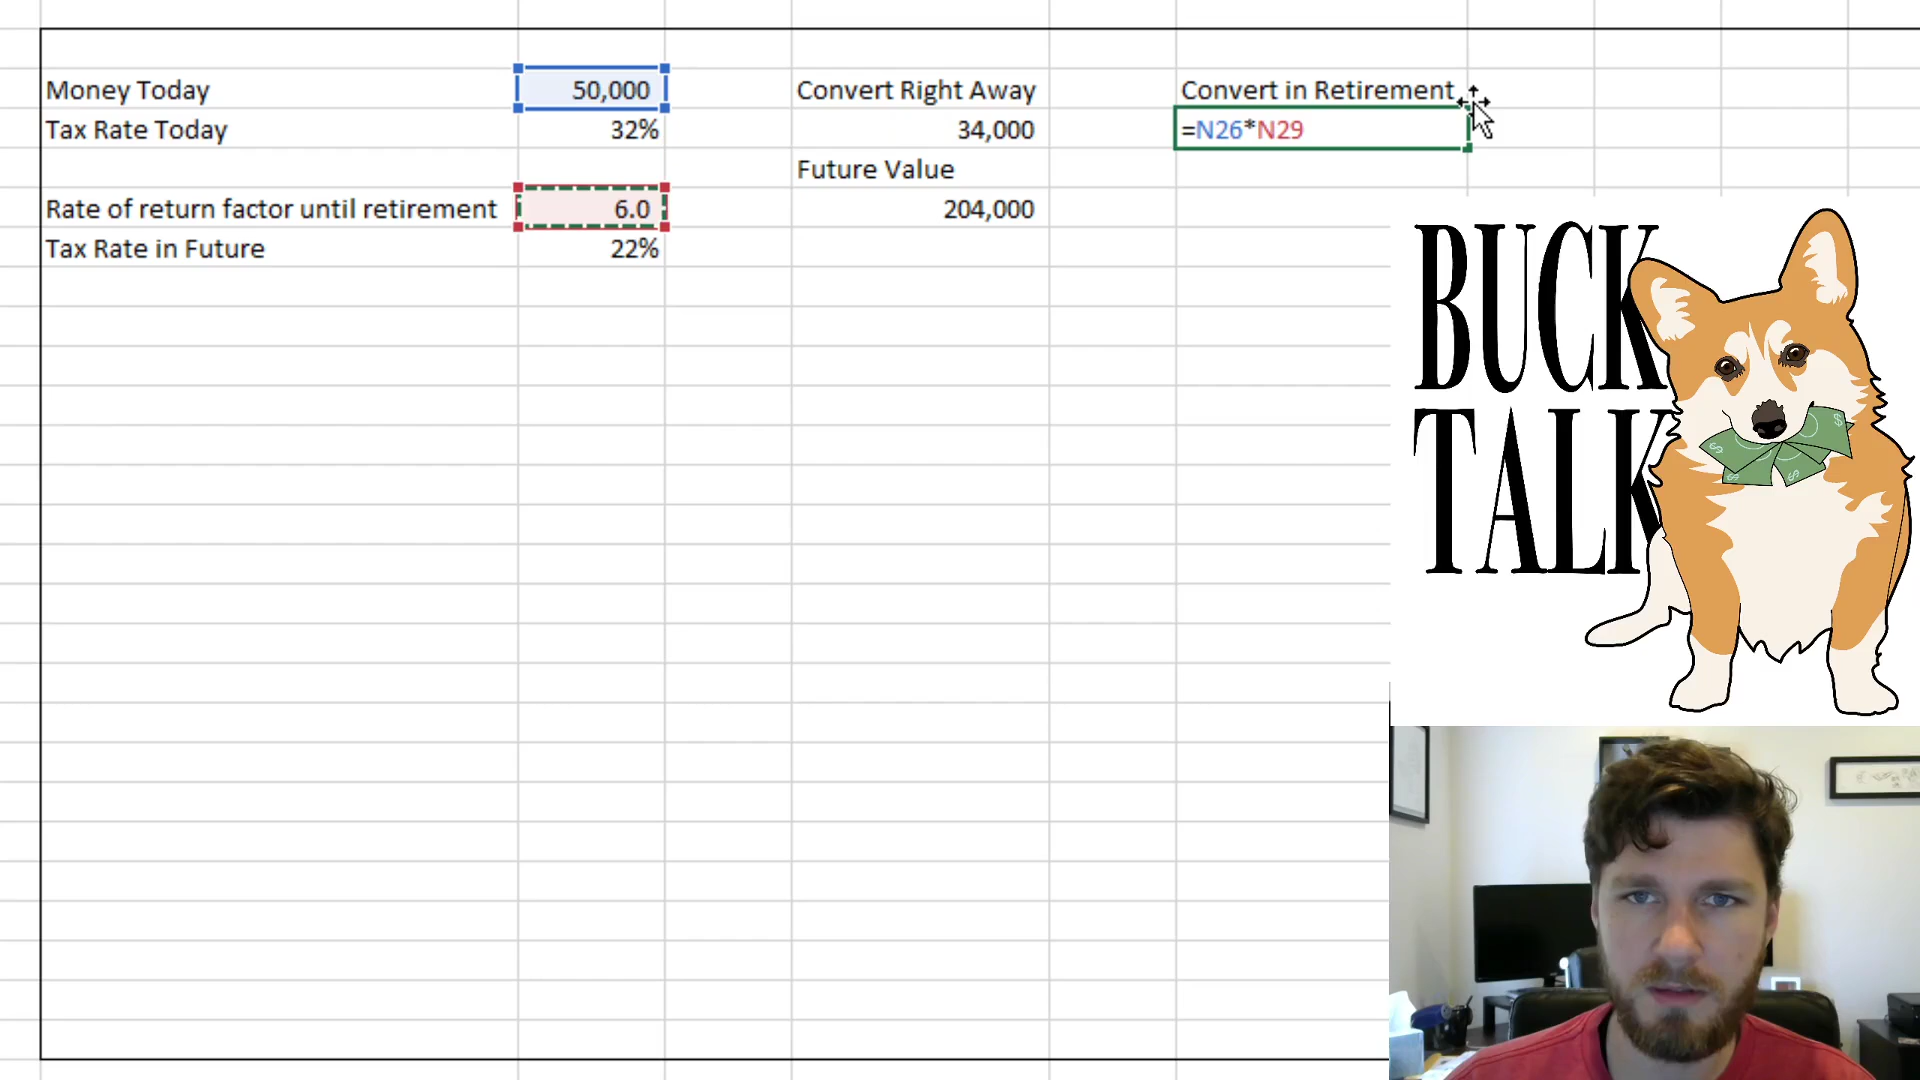 Money Today 50,000 Convert Right Away Convert in Retirement
Tax Rate Today 32% 34,000 =N26*N29
Future Value
Rate of return factor until retirement 6.0 204,000
Tax Rate in Future 22%
BUCK
TALK